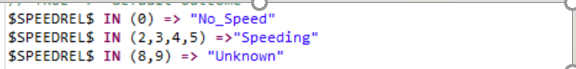 $SPEEDREL$ IN (0) => "No_Speed"
$SPEEDREL$ IN (2,3,4,5) =>"Speeding"
$SPEEDREL$ IN (8,9) => "Unknown"